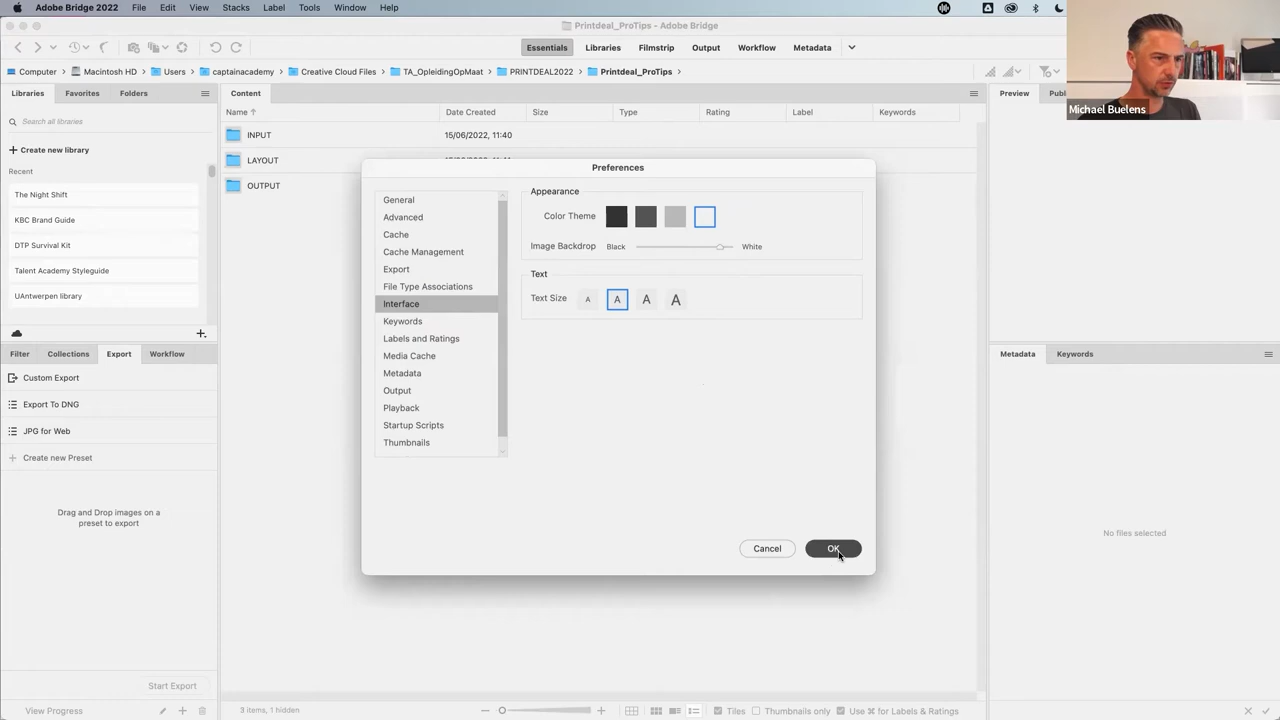 Adobe Bridge 2022 File Edit View Stacks Label Tools Window Help
Printdeal_ProTips - Adobe Bridge
Essentials Libraries Filmstrip Output Workflow Metadata
Computer Macintosh HD Users captainacademy Creative Cloud Files TA_OpleidingOpMaat PRINTDEAL2022 Printdeal_ProTips
Michael Buelens
Libraries Favorites Folders
Search all libraries
+ Create new library
Recent
The Night Shift
KBC Brand Guide
DTP Survival Kit
Talent Academy Styleguide
UAntwerpen library
Filter Collections Export Workflow
Custom Export
Export To DNG
JPG for Web
+ Create new Preset
Drag and Drop images on a
preset to export
Start Export
View Progress
Content
Name Date Created Size Type Rating Label Keywords
INPUT 15/06/2022, 11:40
LAYOUT
OUTPUT
Preferences
General
Advanced
Cache
Cache Management
Export
File Type Associations
Interface
Keywords
Labels and Ratings
Media Cache
Metadata
Output
Playback
Startup Scripts
Thumbnails
Appearance
Color Theme
Image Backdrop Black White
Text
Text Size A A A A
Cancel OK
3 items, 1 hidden
Tiles Thumbnails only Use ⌘ for Labels & Ratings
Preview
Metadata Keywords
No files selected